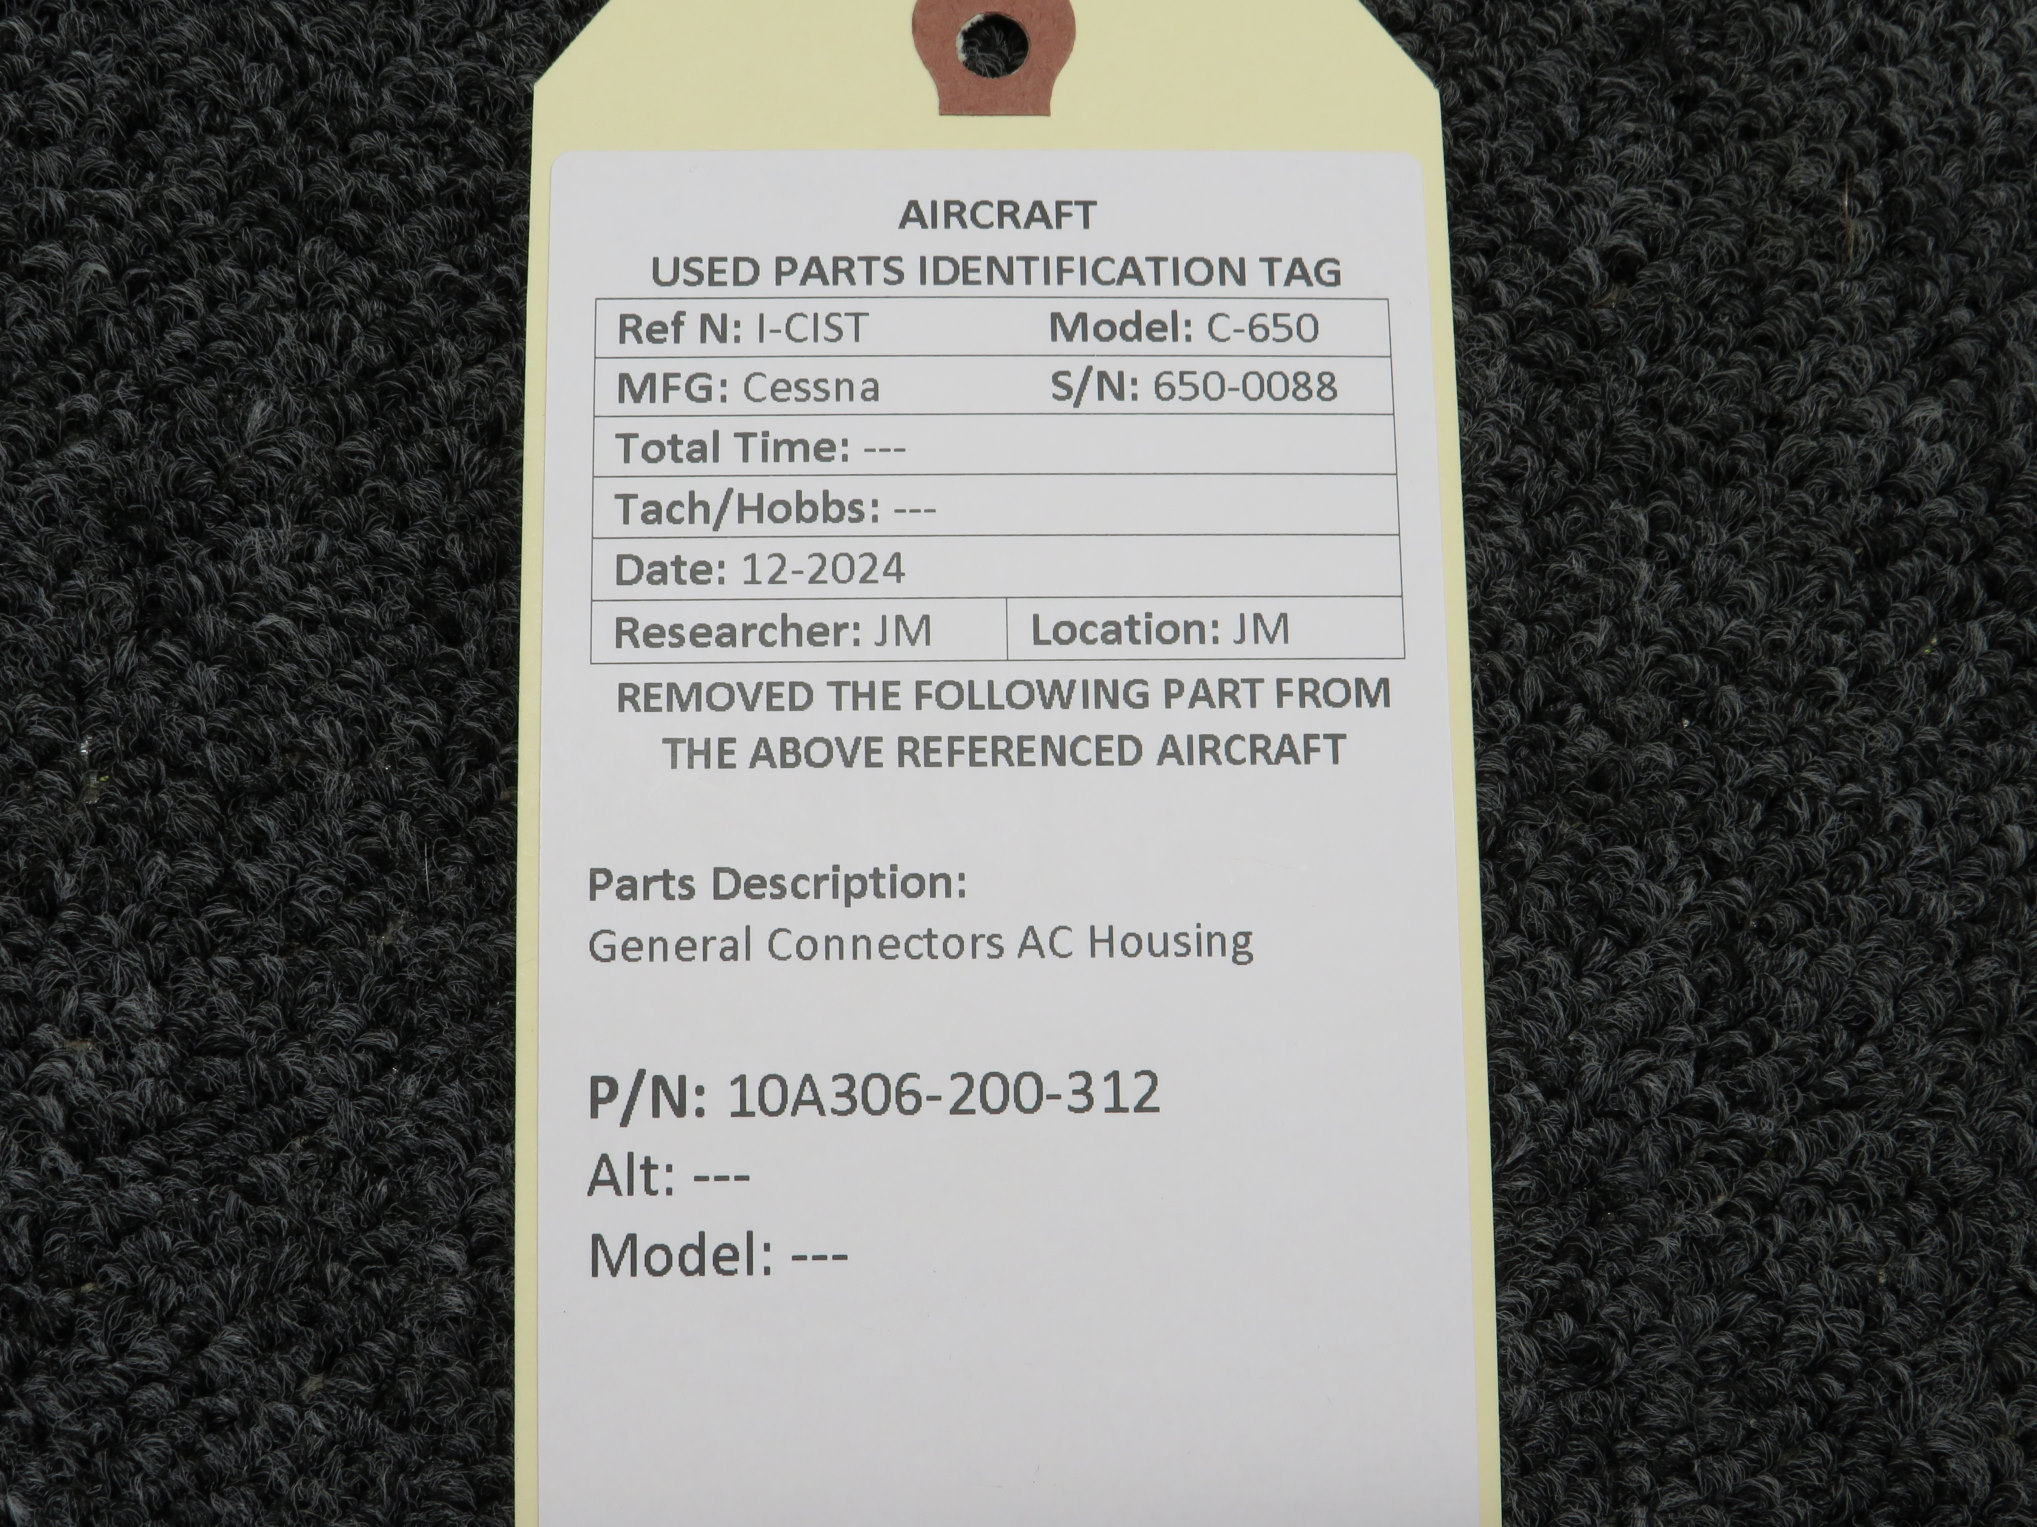 AIRCRAFT
USED PARTS IDENTIFICATION TAG
Ref N: I-CIST Model: C-650
MFG: Cessna S/N: 650-0088
Total Time: ---
Tach/Hobbs: ---
Date: 12-2024
Researcher: JM Location: JM
REMOVED THE FOLLOWING PART FROM
THE ABOVE REFERENCED AIRCRAFT
Parts Description:
General Connectors AC Housing
P/N: 10A306-200-312
Alt: ---
Model: ---